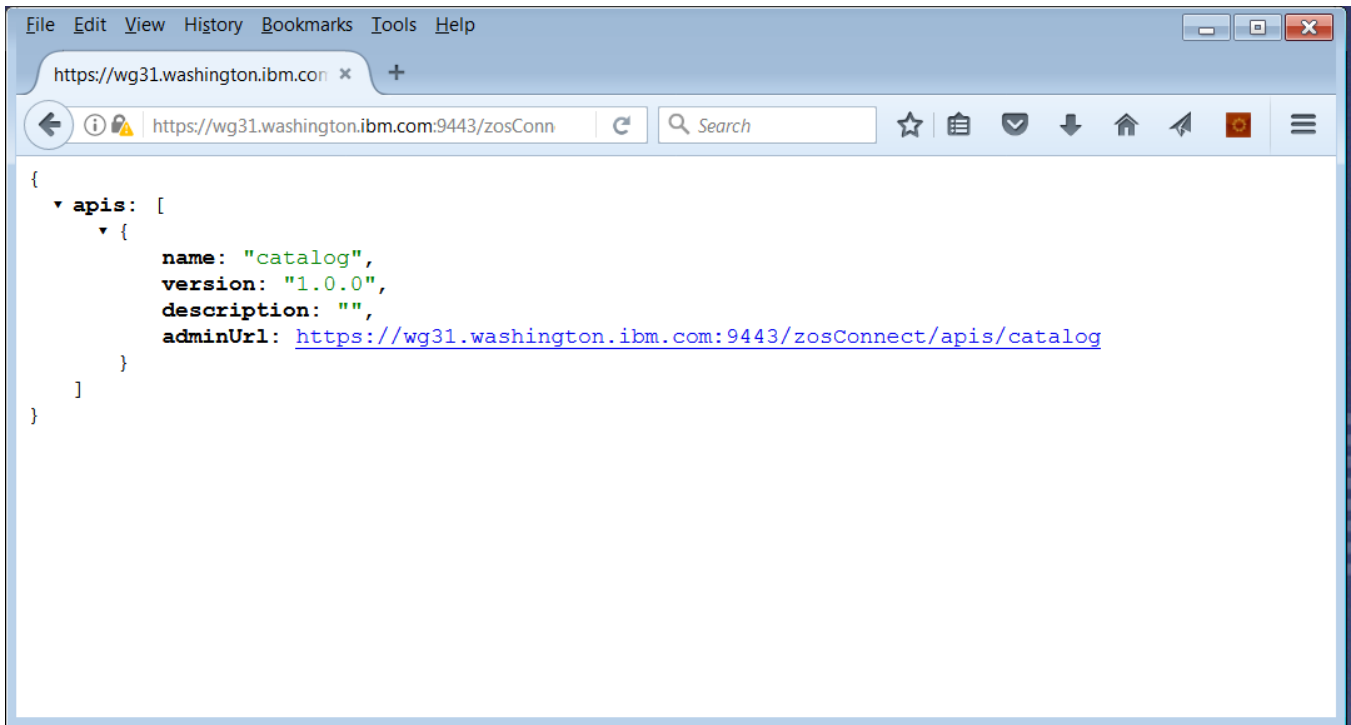 File Edit View History Bookmarks Tools Help
https://wg31.washington.ibm.con
https://wg31.washington.ibm.com:9443/zosConn
Search
{
apis: [
{
name: "catalog",
version: "1.0.0",
description: "",
adminUrl: https://wg31.washington.ibm.com:9443/zosConnect/apis/catalog
}
]
}